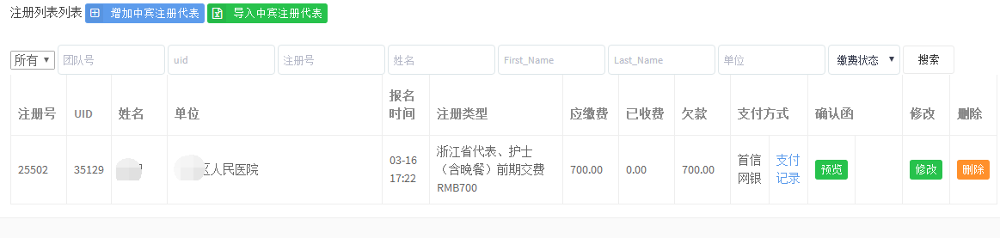 注册列表列表 增加中宾注册代表 导入中宾注册代表
所有 团队号 uid 注册号 姓名 First_Name Last_Name 单位 缴费状态 搜索
注册号 UID 姓名 单位 报名 注册类型 应缴费 已收费 欠款 支付方式 确认函 修改 删除
时间
25502 35129 区人民医院 03-16 浙江省代表、护士 700.00 0.00 700.00 首信 支付 预览 修改 删除
17:22 （含晚餐）前期交费 网银 记录
RMB700